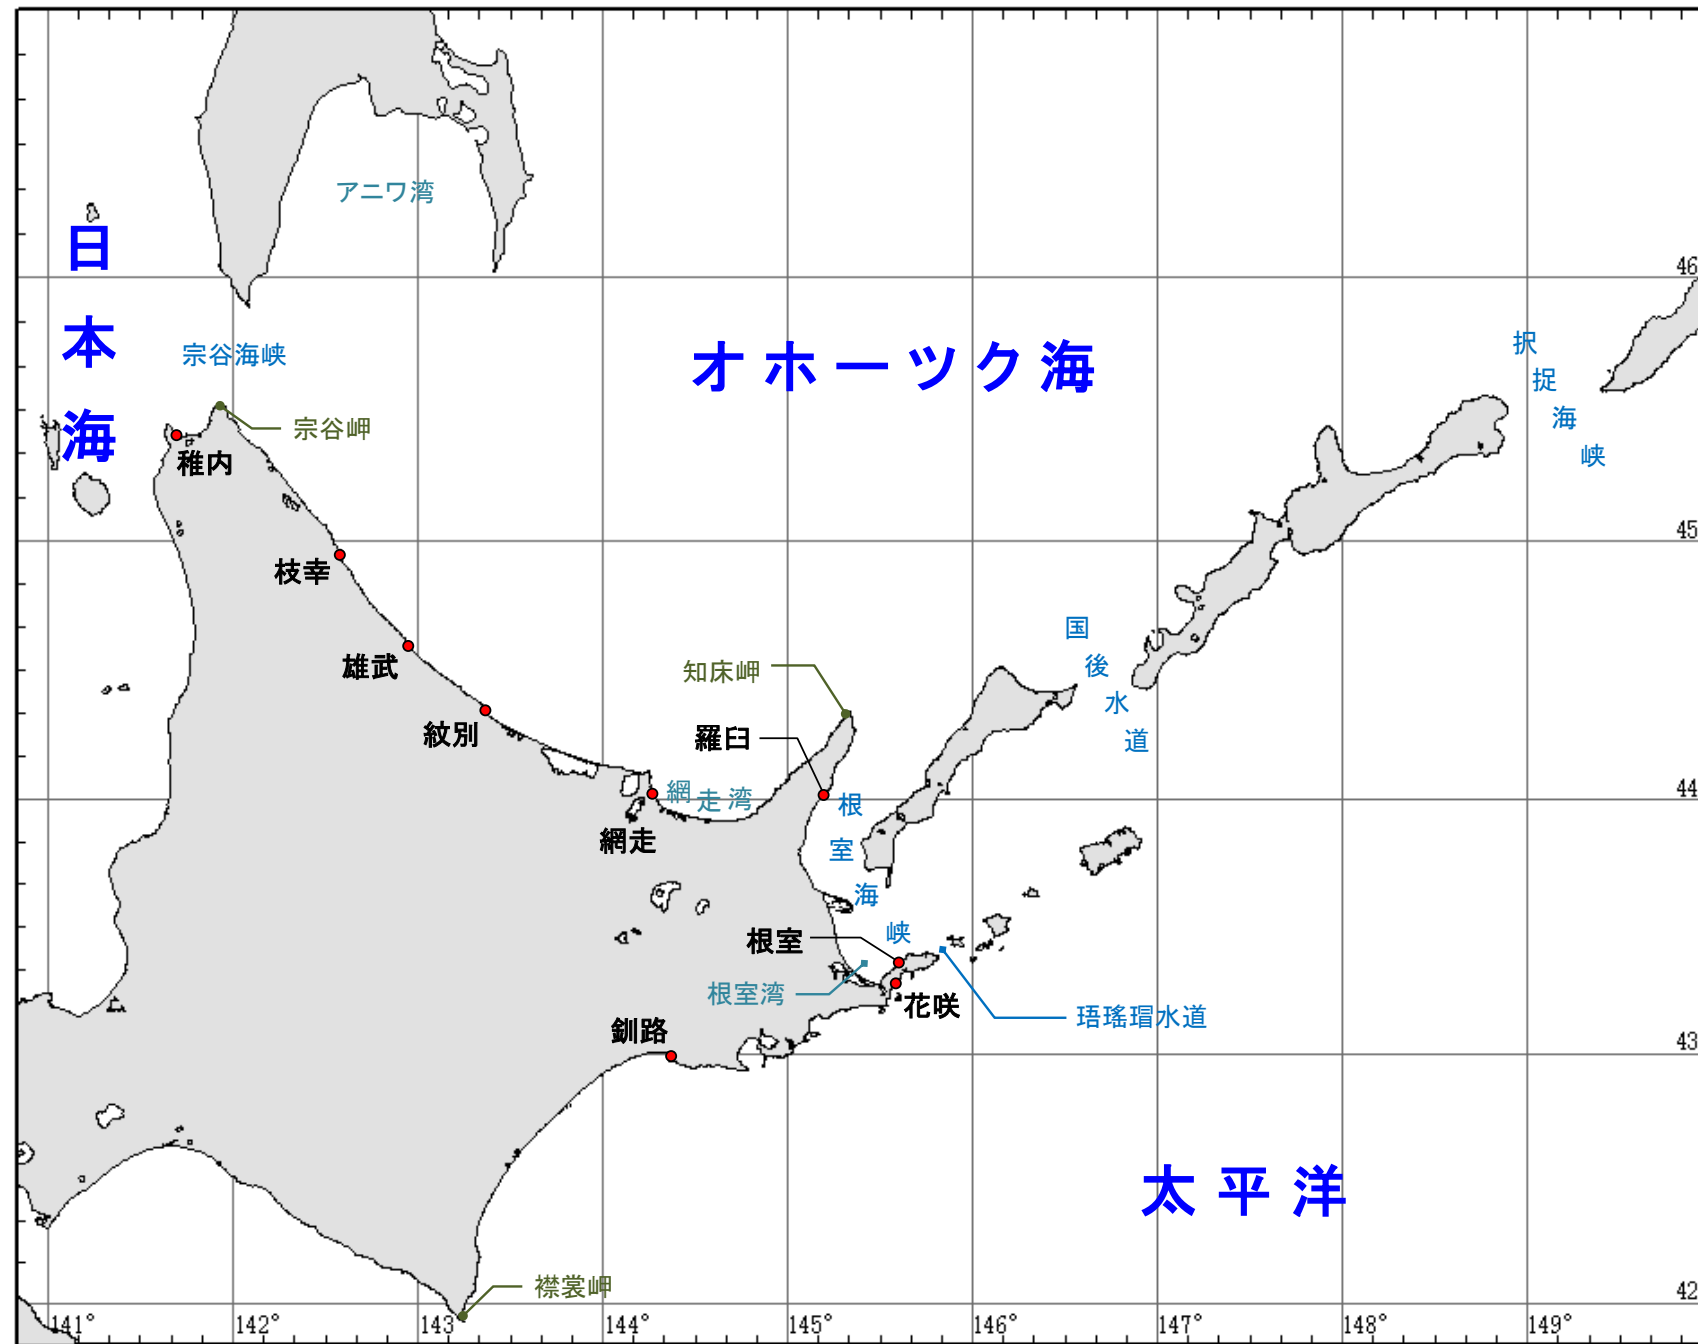 アニワ湾
日本海
46
宗谷海峡
オホーツク海
択捉海峡
宗谷岬
稚内
45
枝幸
国後水道
雄武
知床岬
紋別
羅臼
網走湾
44
根室海峡
網走
根室
根室湾
花咲
珸瑤瑁水道
釧路
43
太平洋
襟裳岬
42
141° 142° 143° 144° 145° 146° 147° 148° 149°